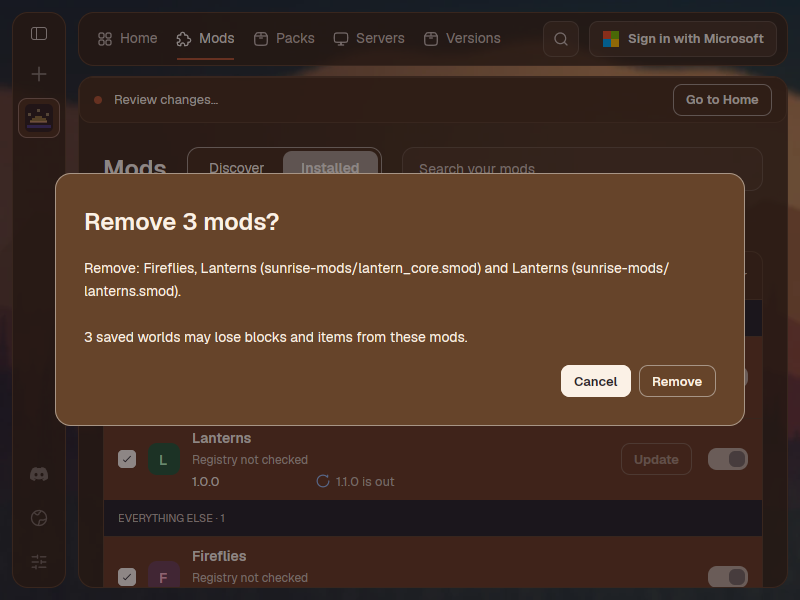 Home
Mods
Packs
Servers
Versions
Sign in with Microsoft
Review changes...
Go to Home
Mods
Discover
Installed
Search your mods
Remove 3 mods?
Remove: Fireflies, Lanterns (sunrise-mods/lantern_core.smod) and Lanterns (sunrise-mods/
lanterns.smod).
3 saved worlds may lose blocks and items from these mods.
Cancel
Remove
Lanterns
L
Registry not checked
Update
1.0.0
1.1.0 is out
EVERYTHING ELSE · 1
Fireflies
F
Registry not checked